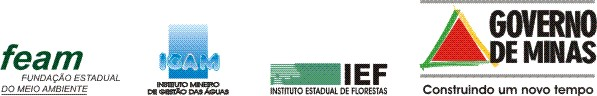 feam
FUNDAÇÃO ESTADUAL
DO MEIO AMBIENTE
IGAM
INSTITUTO MINEIRO
DE GESTÃO DAS ÁGUAS
IEF
INSTITUTO ESTADUAL DE FLORESTAS
GOVERNO
DE MINAS
Construindo um novo tempo